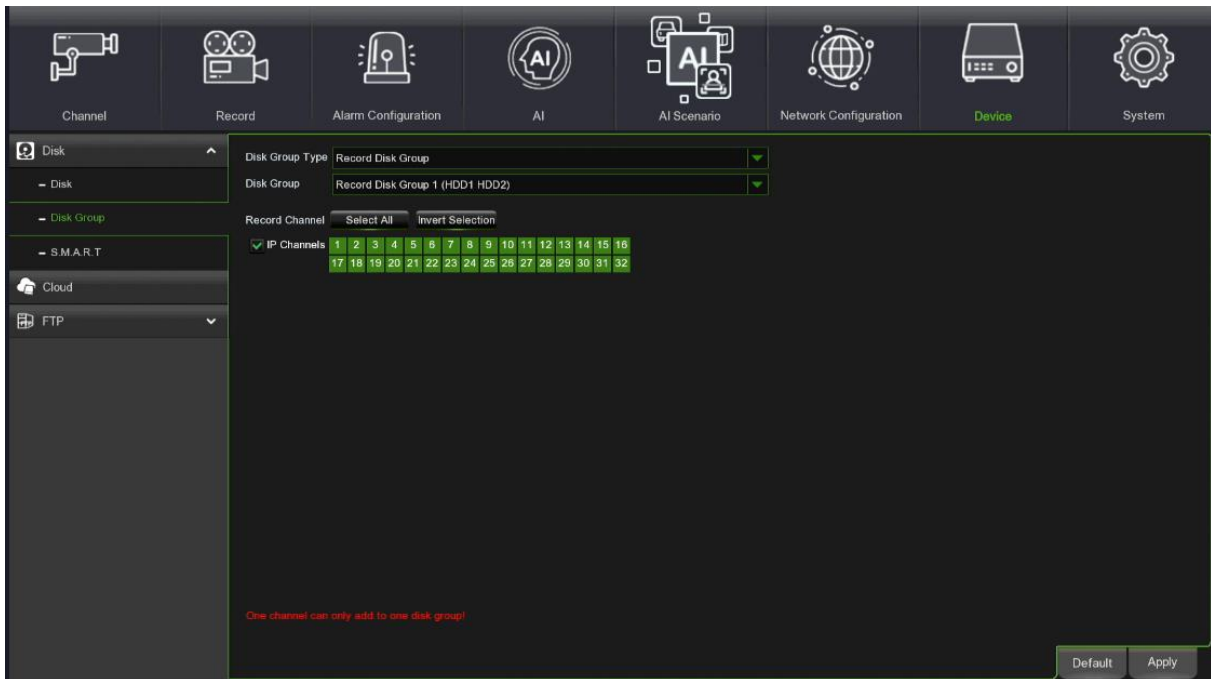 Channel Record Alarm Configuration AI AI Scenario Network Configuration Device System
Disk
Disk
Disk Group
S.M.A.R.T
Cloud
FTP
Disk Group Type Record Disk Group
Disk Group Record Disk Group 1 (HDD1 HDD2)
Record Channel Select All Invert Selection
IP Channels 1 2 3 4 5 6 7 8 9 10 11 12 13 14 15 16
17 18 19 20 21 22 23 24 25 26 27 28 29 30 31 32
One channel can only add to one disk group!
Default Apply